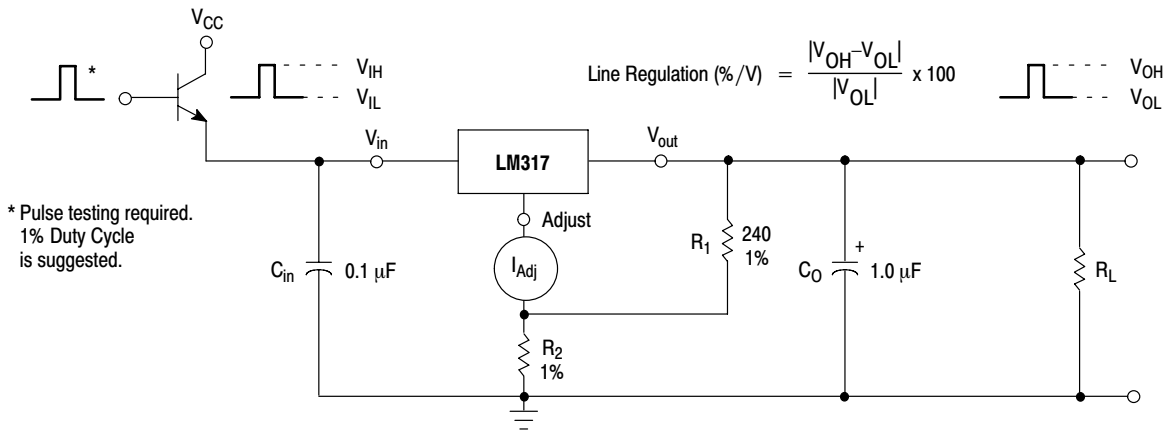 V_CC
*
V_IH
V_IL
Line Regulation (%/V) = |V_OH–V_OL| / |V_OL| x 100
V_OH
V_OL
V_in
LM317
V_out
* Pulse testing required.
1% Duty Cycle
is suggested.
Adjust
C_in
0.1 μF
I_Adj
R_1
240
1%
+
C_O
1.0 μF
R_L
R_2
1%